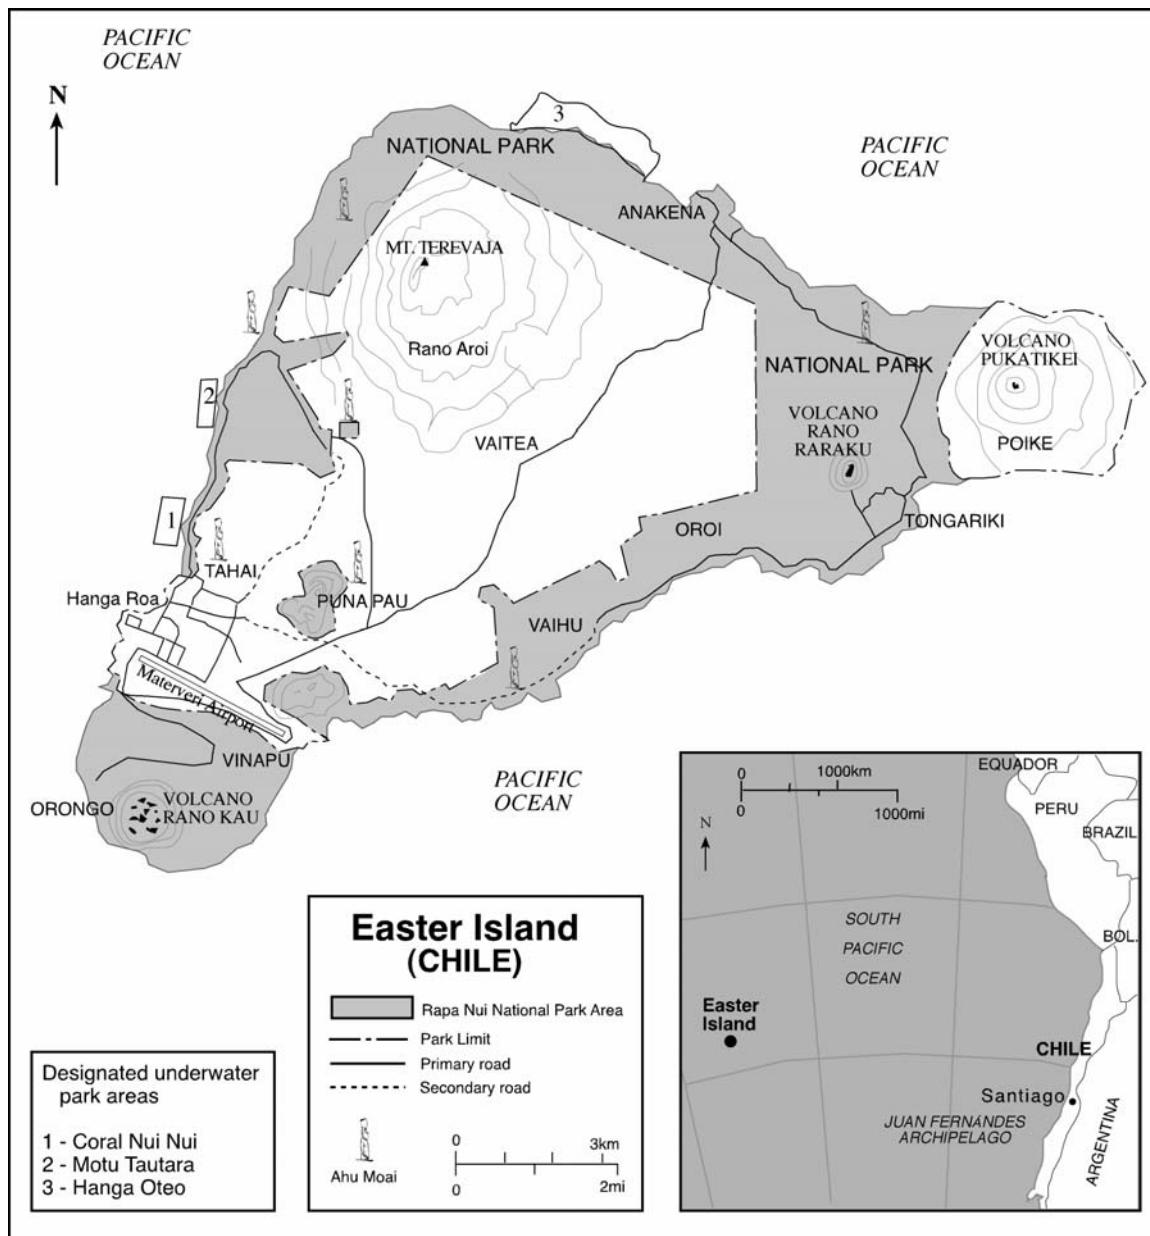 PACIFIC
OCEAN
N
3
NATIONAL PARK
PACIFIC
OCEAN
ANAKENA
MT. TEREVAJA
Rano Aroi
VOLCANO
PUKATIKEI
NATIONAL PARK
2
VOLCANO
RANO
RARAKU
VAITEA
POIKE
1
OROI
TONGARIKI
TAHAI
Hanga Roa
PUNA PAU
VAIHU
Materveri Airport
VINAPU
PACIFIC
OCEAN
ORONGO
VOLCANO
RANO KAU
Easter Island
(CHILE)
Rapa Nui National Park Area
Park Limit
Primary road
Secondary road
Ahu Moai
0
3km
0
2mi
Designated underwater
park areas
1 - Coral Nui Nui
2 - Motu Tautara
3 - Hanga Oteo
0
1000km
0
1000mi
N
EQUADOR
PERU
BRAZIL
SOUTH
PACIFIC
OCEAN
BOL.
Easter
Island
CHILE
Santiago
JUAN FERNÁNDES
ARCHIPELAGO
ARGENTINA